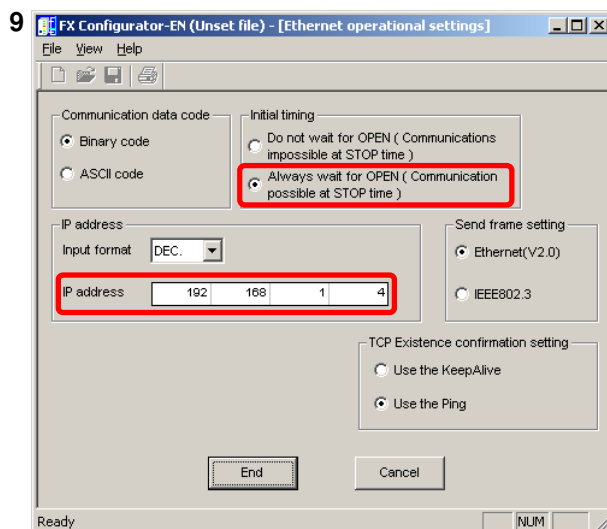 9
FX Configurator-EN (Unset file) - [Ethernet operational settings]
File View Help
Communication data code
Binary code
ASCII code
Initial timing
Do not wait for OPEN ( Communications
impossible at STOP time )
Always wait for OPEN ( Communication
possible at STOP time )
IP address
Input format DEC.
IP address 192 168 1 4
Send frame setting
Ethernet(V2.0)
IEEE802.3
TCP Existence confirmation setting
Use the KeepAlive
Use the Ping
End Cancel
Ready NUM